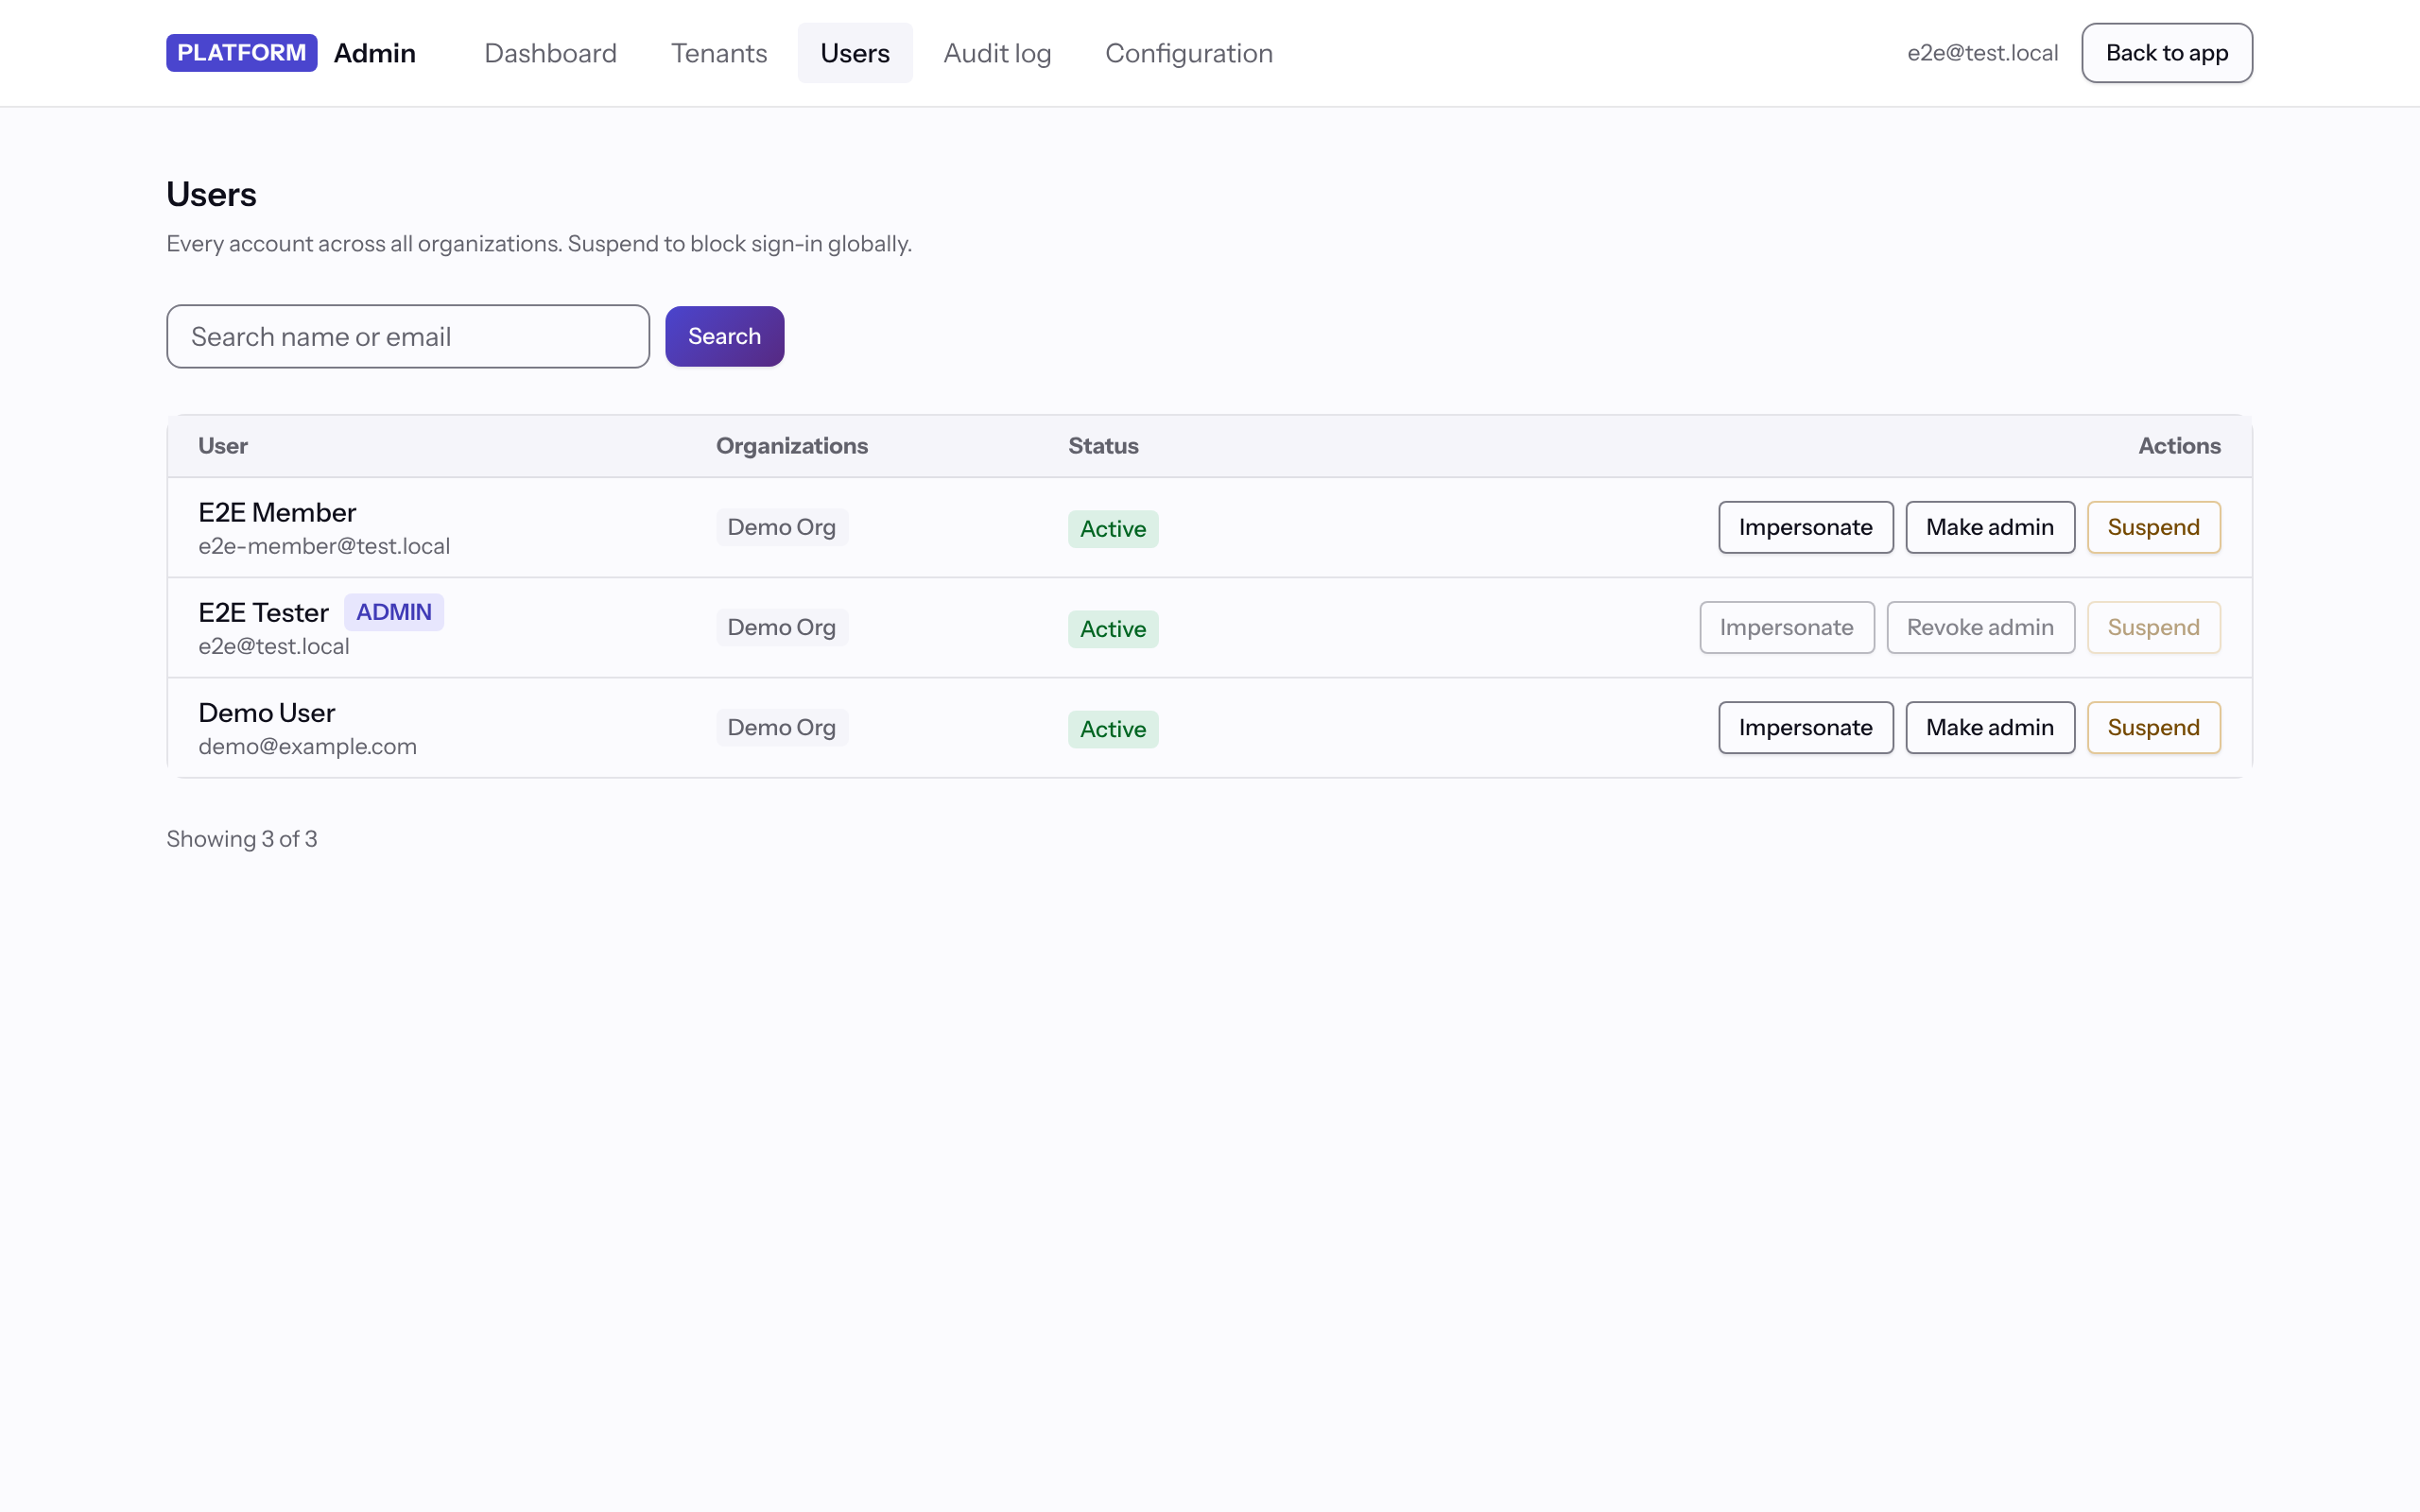 PLATFORM Admin Dashboard Tenants Users Audit log Configuration e2e@test.local Back to app
Users
Every account across all organizations. Suspend to block sign-in globally.
Search name or email Search
User Organizations Status Actions
E2E Member
e2e-member@test.local
Demo Org Active Impersonate Make admin Suspend
E2E Tester ADMIN
e2e@test.local
Demo Org Active Impersonate Revoke admin Suspend
Demo User
demo@example.com
Demo Org Active Impersonate Make admin Suspend
Showing 3 of 3